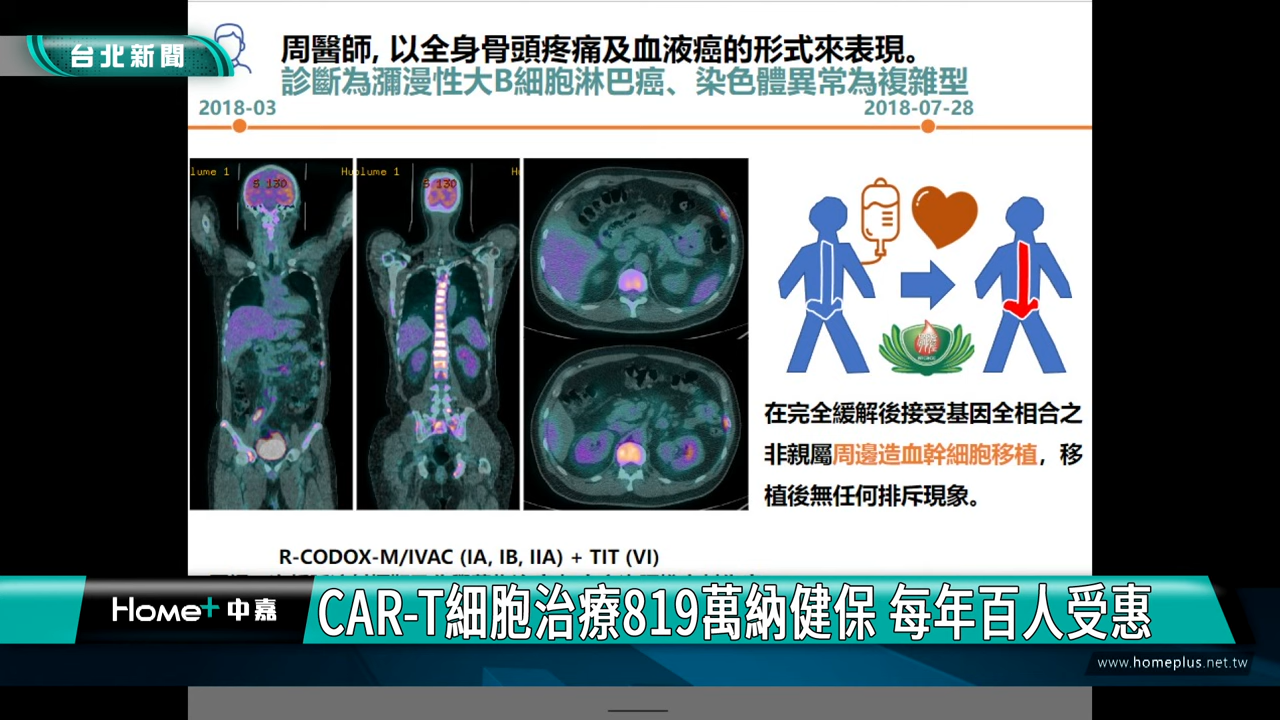 台北新聞
周醫師, 以全身骨頭疼痛及血液癌的形式來表現。
診斷為瀰漫性大B細胞淋巴癌、染色體異常為複雜型
2018-03
2018-07-28
lume 1
Hu
olume 1
Hu
S 130
S 130
在完全緩解後接受基因全相合之
非親屬周邊造血幹細胞移植，移
植後無任何排斥現象。
R-CODOX-M/IVAC (IA, IB, IIA) + TIT (VI)
Home+中嘉
CAR-T細胞治療819萬納健保 每年百人受惠
www.homeplus.net.tw